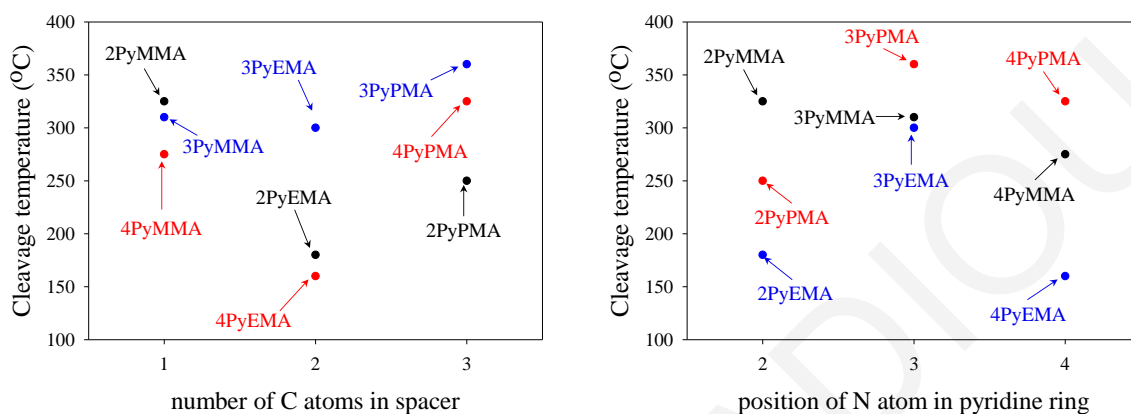 Cleavage temperature (°C)
400
350
300
250
200
150
100
2PyMMA
3PyMMA
4PyMMA
3PyEMA
2PyEMA
4PyEMA
3PyPMA
4PyPMA
2PyPMA
1
2
3
number of C atoms in spacer
Cleavage temperature (°C)
400
350
300
250
200
150
100
2PyMMA
2PyPMA
2PyEMA
3PyPMA
3PyMMA
3PyEMA
4PyPMA
4PyMMA
4PyEMA
2
3
4
position of N atom in pyridine ring